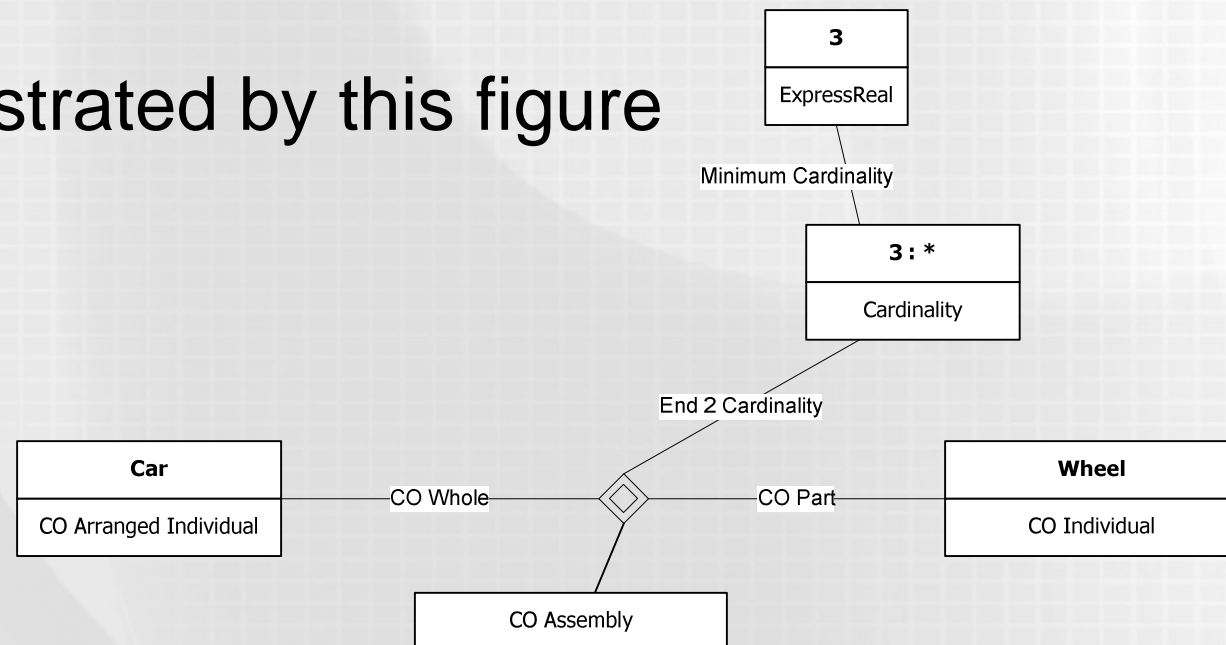 strated by this figure
3
ExpressReal
Minimum Cardinality
3 : *
Cardinality
End 2 Cardinality
Car
CO Arranged Individual
CO Whole
CO Part
Wheel
CO Individual
CO Assembly